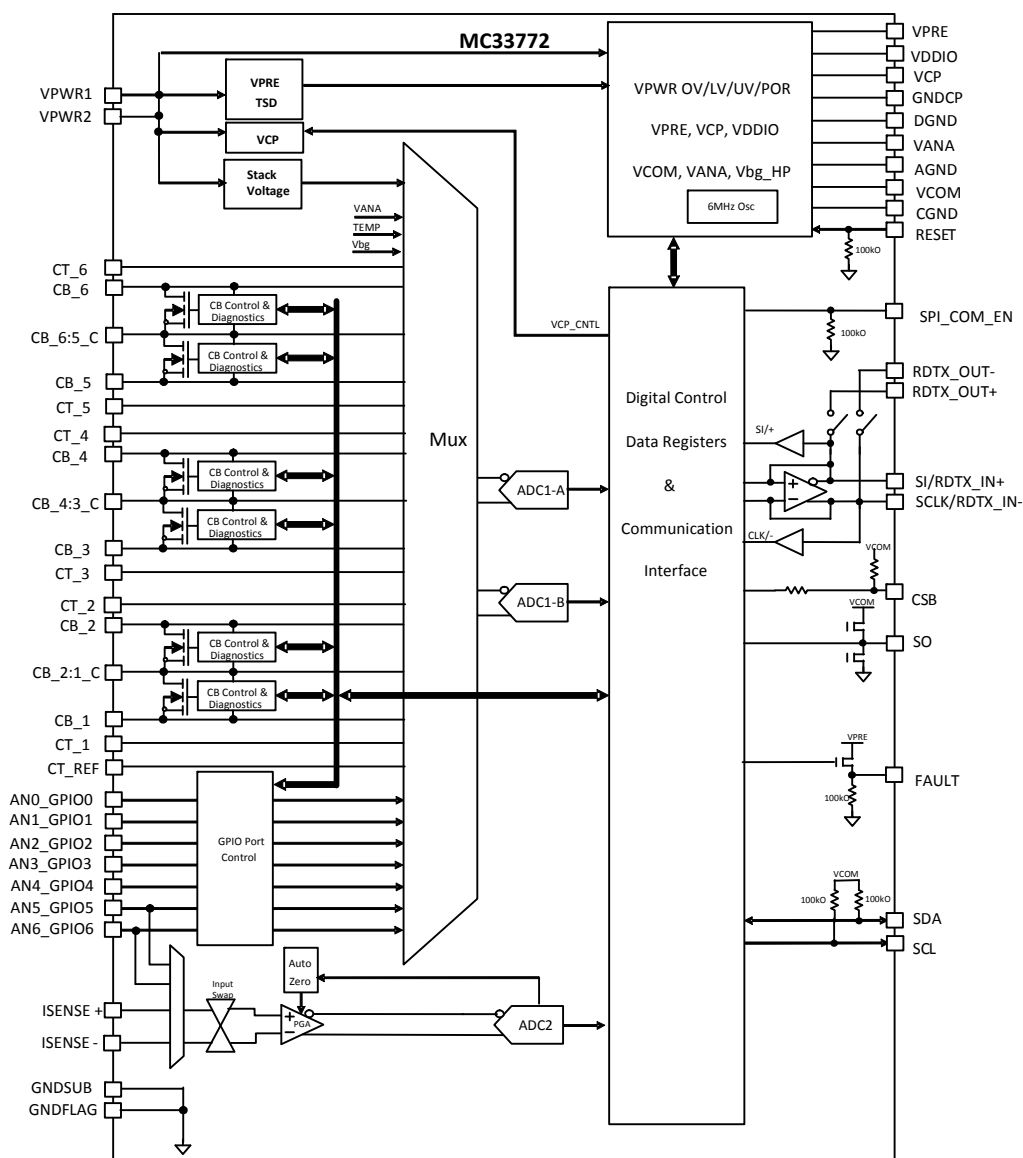 MC33772
VPWR1
VPWR2
VPRE
TSD
VCP
Stack
Voltage
VPWR OV/LV/UV/POR
VPRE, VCP, VDDIO
VCOM, VANA, Vbg_HP
6MHz Osc
VPRE
VDDIO
VCP
GNDCP
DGND
VANA
AGND
VCOM
CGND
RESET
100kO
VANA
TEMP
Vbg
CT_6
CB_6
CB_6:5_C
CB_5
CT_5
CT_4
CB_4
CB_4:3_C
CB_3
CT_3
CT_2
CB_2
CB_2:1_C
CB_1
CT_1
CT_REF
CB Control &
Diagnostics
CB Control &
Diagnostics
CB Control &
Diagnostics
CB Control &
Diagnostics
CB Control &
Diagnostics
CB Control &
Diagnostics
Mux
VCP_CNTL
ADC1-A
ADC1-B
Digital Control
Data Registers
&
Communication
Interface
SPI_COM_EN
100kO
RDTX_OUT-
RDTX_OUT+
SI/+
SI/RDTX_IN+
SCLK/RDTX_IN-
CLK/-
VCOM
CSB
VCOM
SO
VPRE
FAULT
100kO
VCOM
100kO
100kO
SDA
SCL
AN0_GPIO0
AN1_GPIO1
AN2_GPIO2
AN3_GPIO3
AN4_GPIO4
AN5_GPIO5
AN6_GPIO6
GPIO Port
Control
Auto
Zero
Input
Swap
PGA
ADC2
ISENSE +
ISENSE -
GNDSUB
GNDFLAG